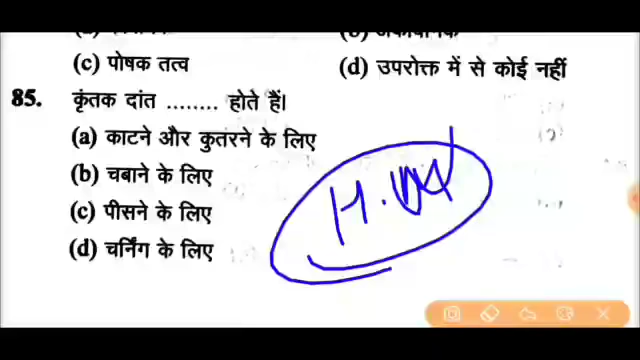 (c) पोषक तत्व
(d) उपरोक्त में से कोई नहीं
85. कृंतक दांत ........ होते हैं।
(a) काटने और कुतरने के लिए
(b) चबाने के लिए
(c) पीसने के लिए
(d) चर्निंग के लिए